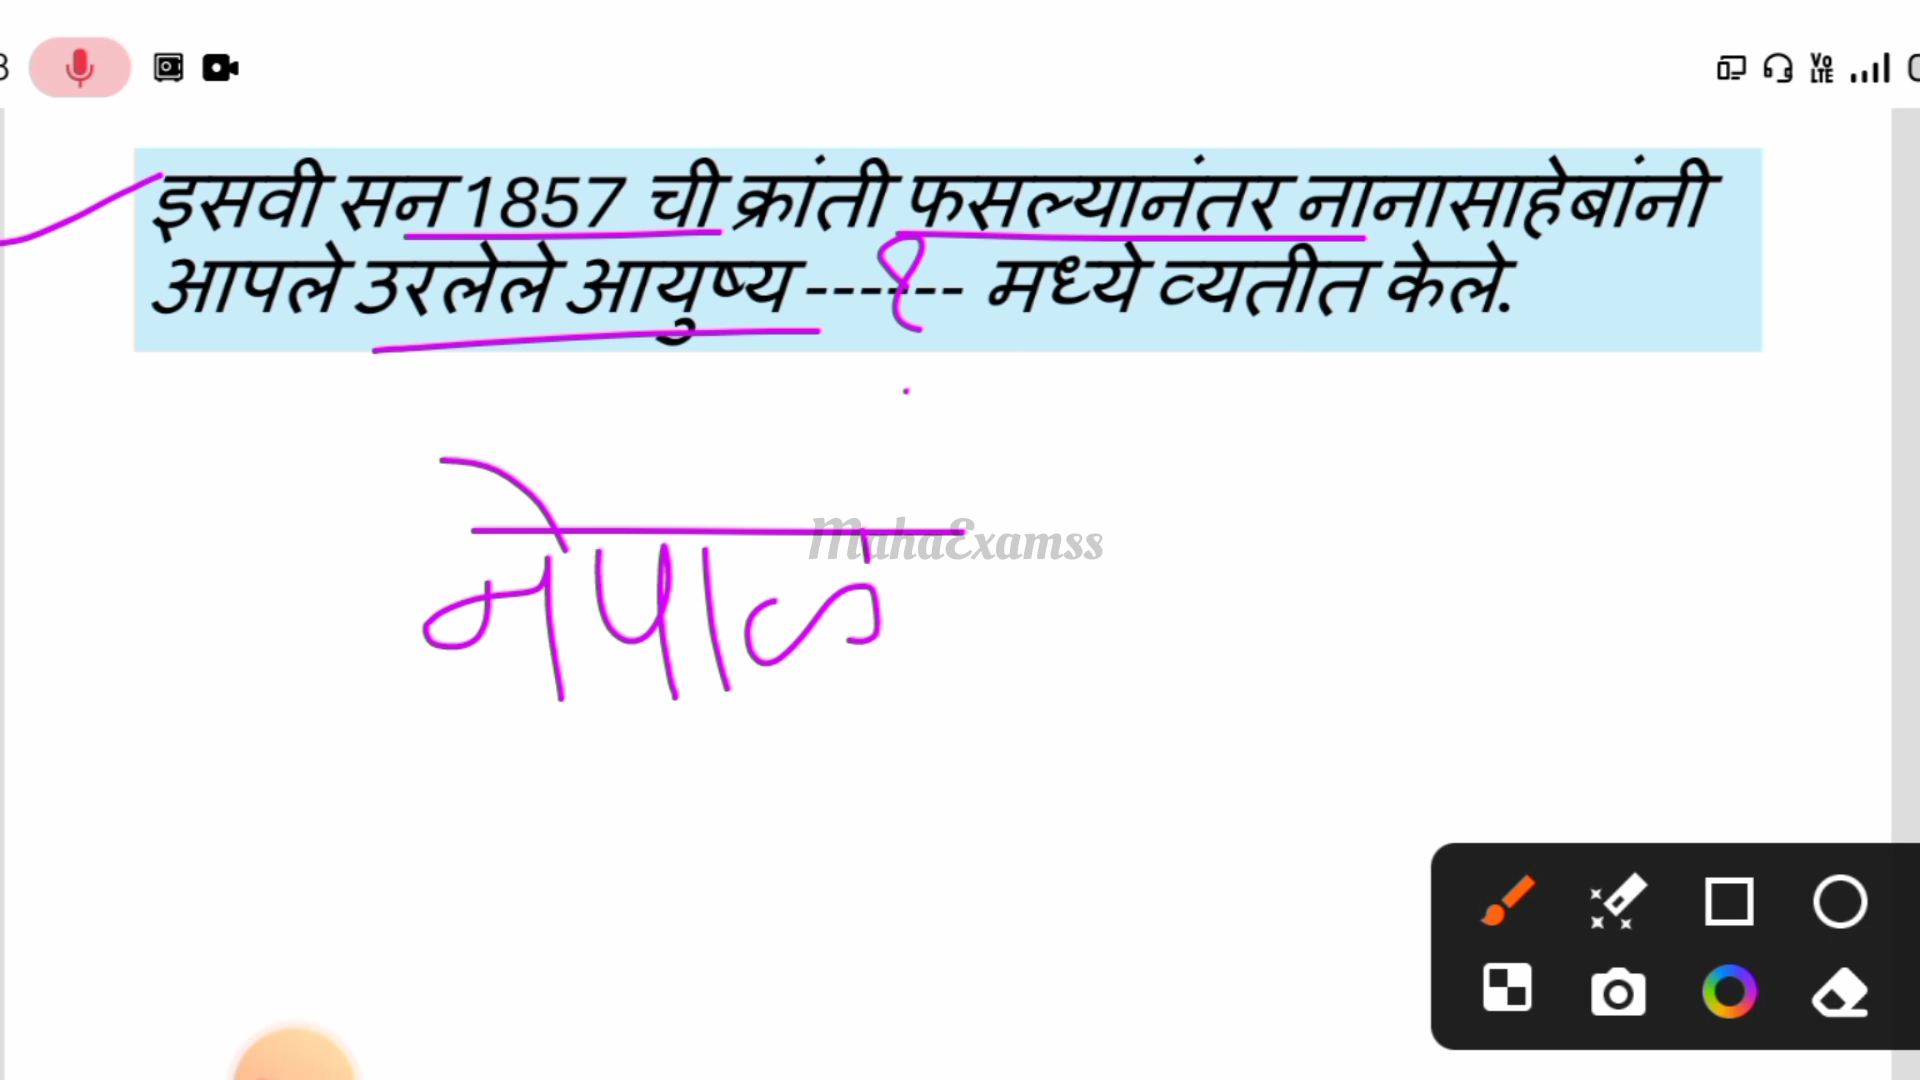 इसवी सन 1857 ची क्रांती फसल्यानंतर नानासाहेबांनी
आपले उरलेले आयुष्य ------ मध्ये व्यतीत केले.
नेपाळ
MahaExamss